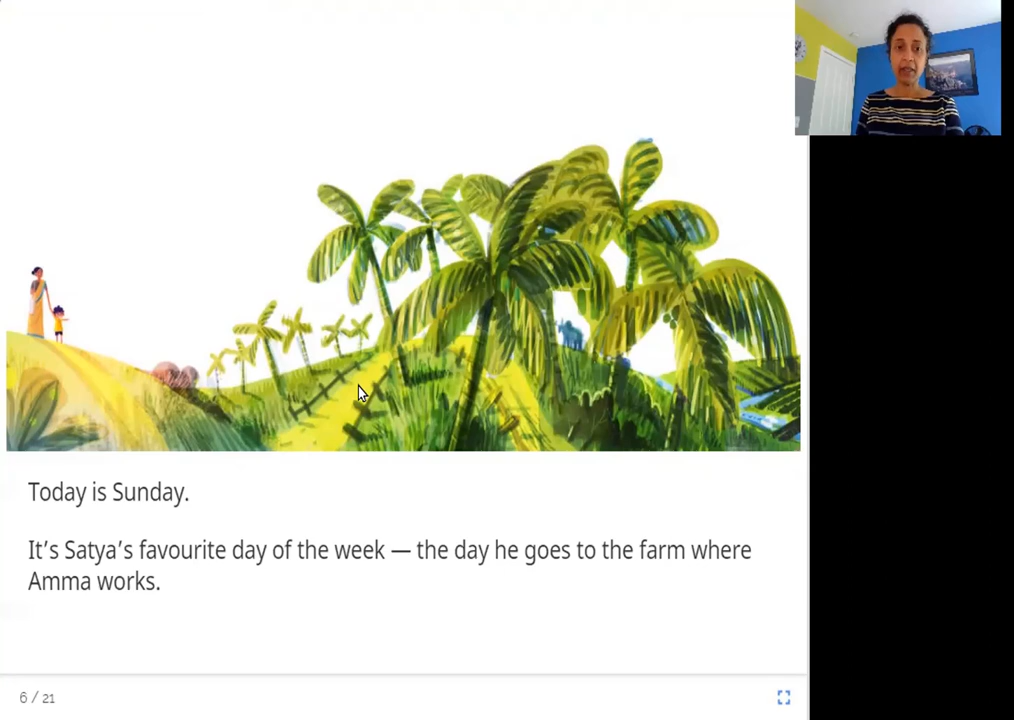 Today is Sunday.
It’s Satya’s favourite day of the week — the day he goes to the farm where
Amma works.
6 / 21